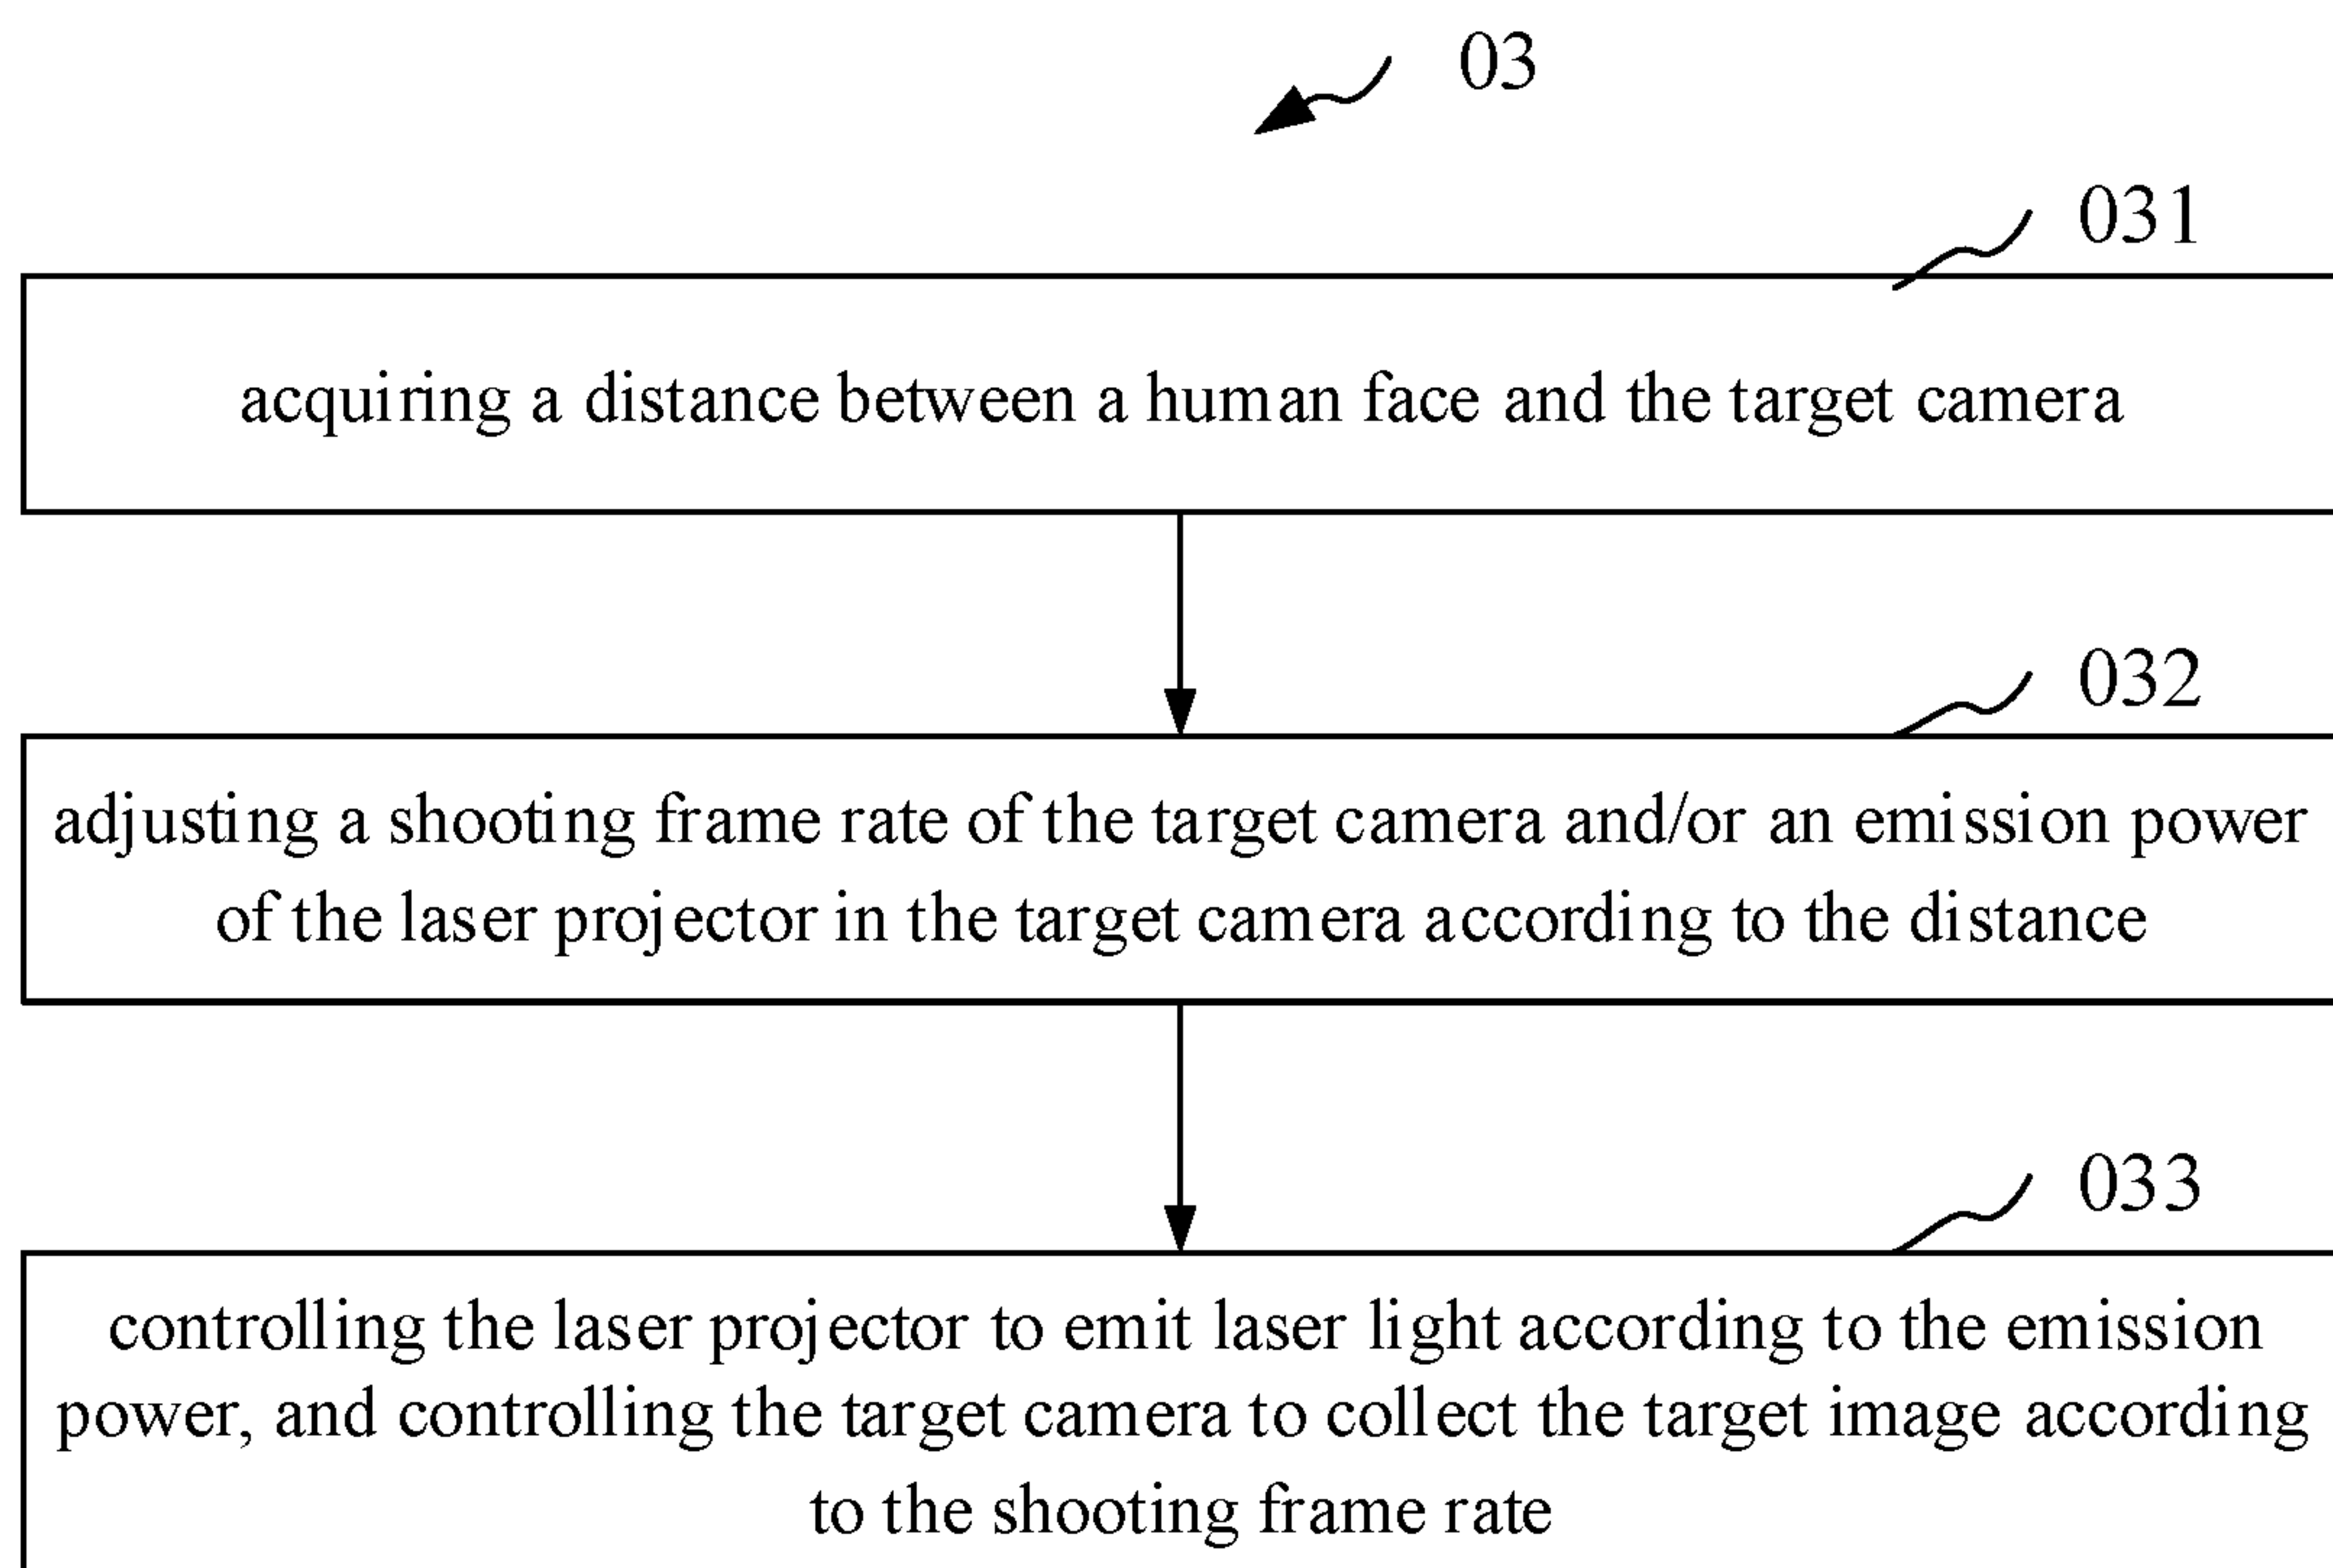 03
031
acquiring a distance between a human face and the target camera
032
adjusting a shooting frame rate of the target camera and/or an emission power
of the laser projector in the target camera according to the distance
033
controlling the laser projector to emit laser light according to the emission
power, and controlling the target camera to collect the target image according
to the shooting frame rate